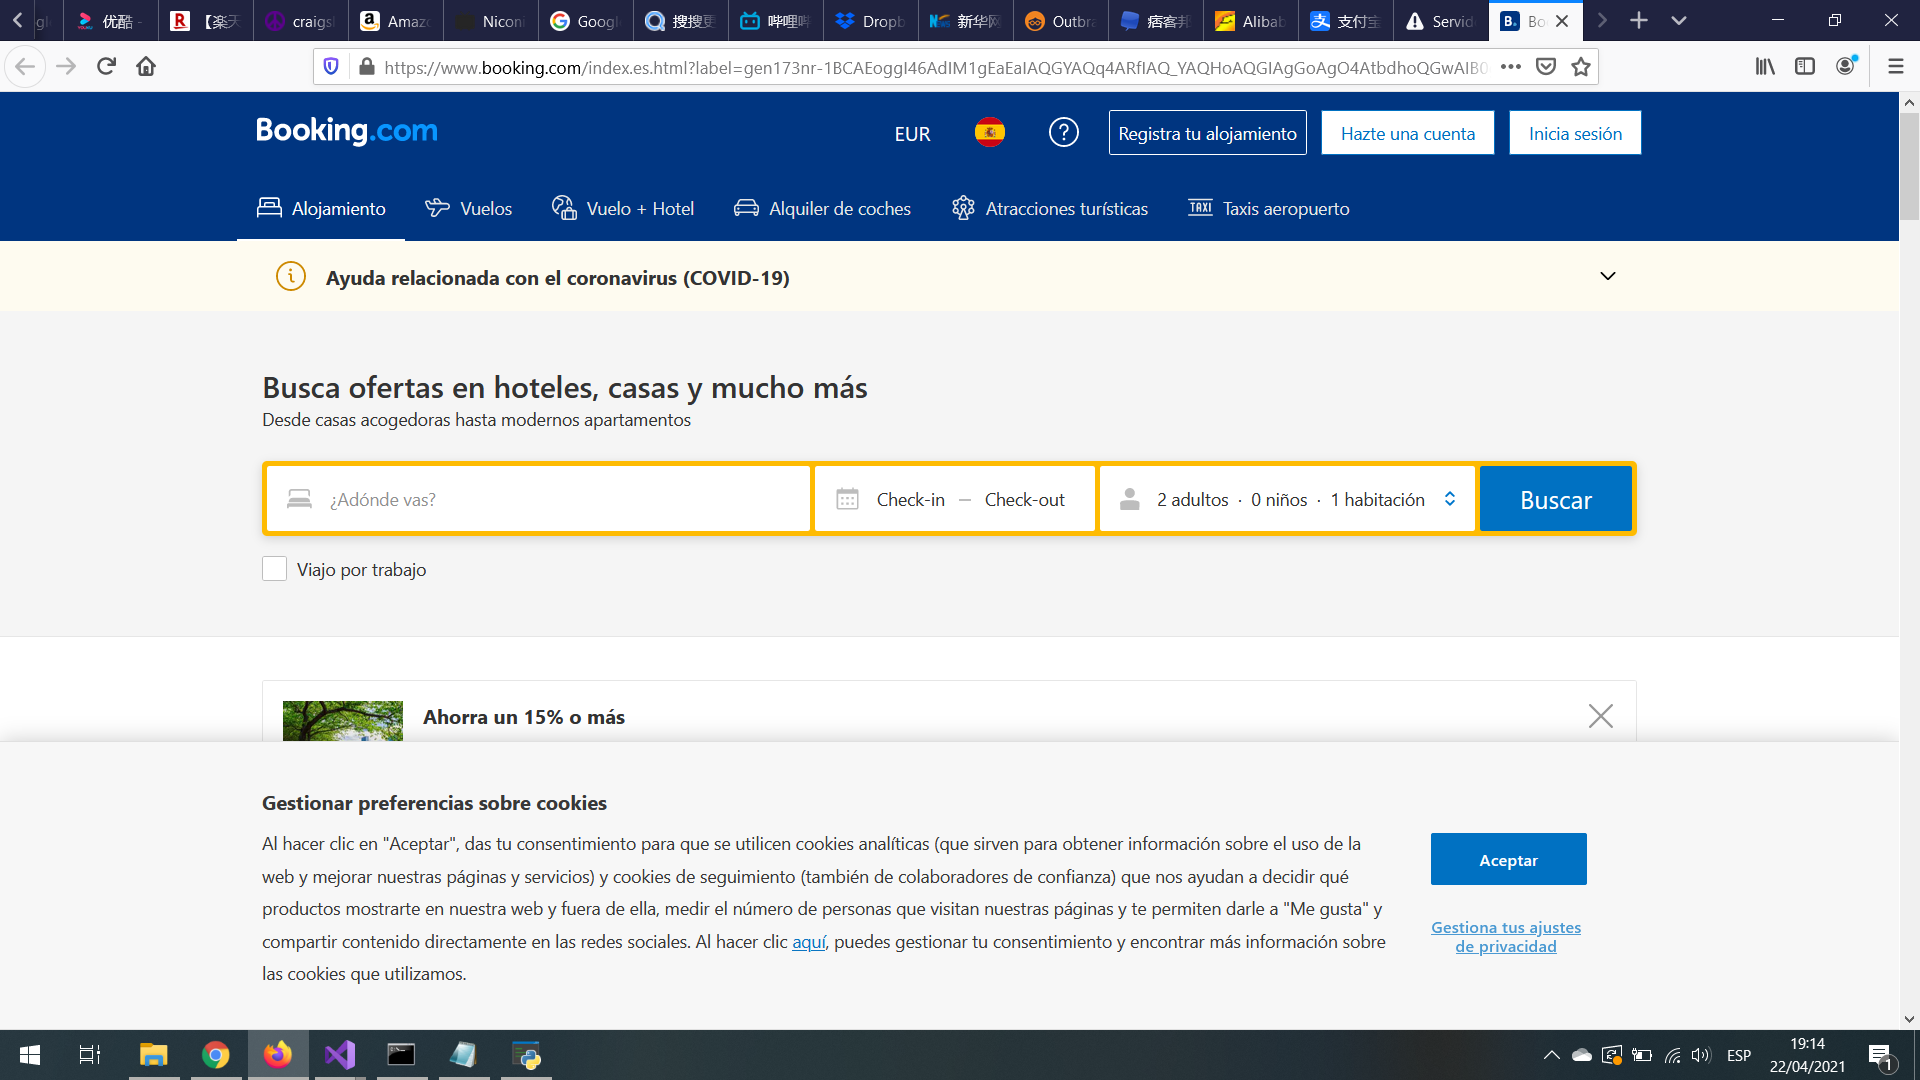 优酷 -
【楽天
craigs
Amaz
Niconi
Googl
搜搜更
哔哩哔
Dropb
新华网
Outbra
痞客邦
Alibab
支付宝
Servid
Bo
https://www.booking.com/index.es.html?label=gen173nr-1BCAEoggI46AdIM1gEaEaIAQGYAQq4ARfIAQ_YAQHoAQGIAgGoAgO4AtbdhoQGwAIB0
Booking.com
EUR
Registra tu alojamiento
Hazte una cuenta
Inicia sesión
Alojamiento
Vuelos
Vuelo + Hotel
Alquiler de coches
Atracciones turísticas
TAXI Taxis aeropuerto
Ayuda relacionada con el coronavirus (COVID-19)
Busca ofertas en hoteles, casas y mucho más
Desde casas acogedoras hasta modernos apartamentos
¿Adónde vas?
Check-in — Check-out
2 adultos · 0 niños · 1 habitación
Buscar
Viajo por trabajo
Ahorra un 15% o más
Gestionar preferencias sobre cookies
Al hacer clic en "Aceptar", das tu consentimiento para que se utilicen cookies analíticas (que sirven para obtener información sobre el uso de la
web y mejorar nuestras páginas y servicios) y cookies de seguimiento (también de colaboradores de confianza) que nos ayudan a decidir qué
productos mostrarte en nuestra web y fuera de ella, medir el número de personas que visitan nuestras páginas y te permiten darle a "Me gusta" y
compartir contenido directamente en las redes sociales. Al hacer clic aquí, puedes gestionar tu consentimiento y encontrar más información sobre
las cookies que utilizamos.
Aceptar
Gestiona tus ajustes
de privacidad
ESP
19:14
22/04/2021
1